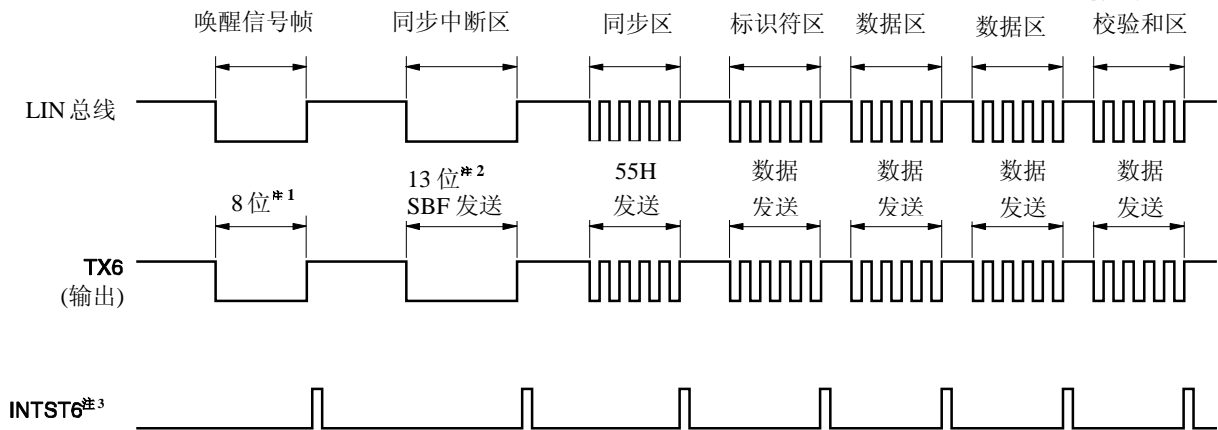 唤醒信号帧 同步中断区 同步区 标识符区 数据区 数据区 校验和区
LIN 总线
8 位注1 13 位注2 55H 数据 数据 数据 数据
SBF 发送 发送 发送 发送 发送 发送
TX6
(输出)
INTST6注3